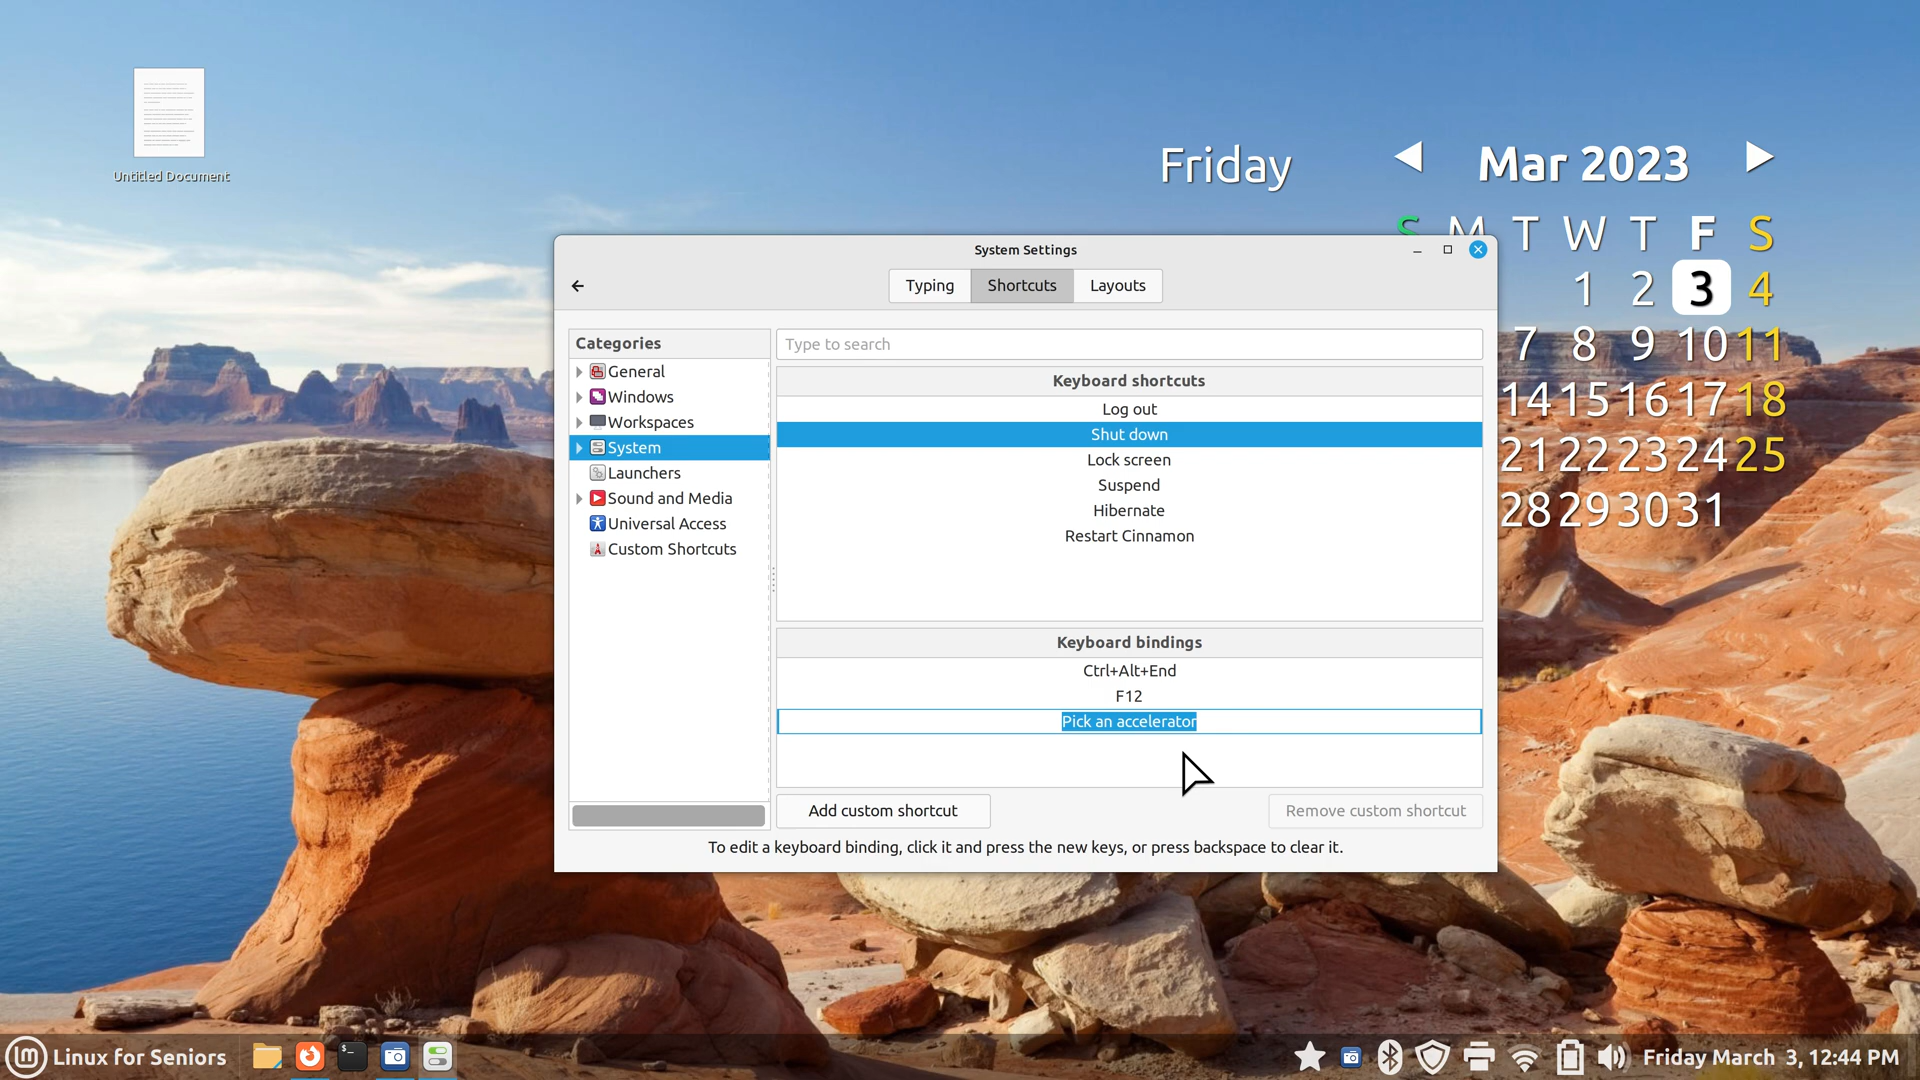 Untitled Document
Friday
Mar 2023
S M T W T F S
1 2 3 4
7 8 9 10 11
14 15 16 17 18
21 22 23 24 25
28 29 30 31
System Settings
Typing
Shortcuts
Layouts
Categories
General
Windows
Workspaces
System
Launchers
Sound and Media
Universal Access
Custom Shortcuts
Type to search
Keyboard shortcuts
Log out
Shut down
Lock screen
Suspend
Hibernate
Restart Cinnamon
Keyboard bindings
Ctrl+Alt+End
F12
Pick an accelerator
Add custom shortcut
Remove custom shortcut
To edit a keyboard binding, click it and press the new keys, or press backspace to clear it.
Linux for Seniors
Friday March 3, 12:44 PM